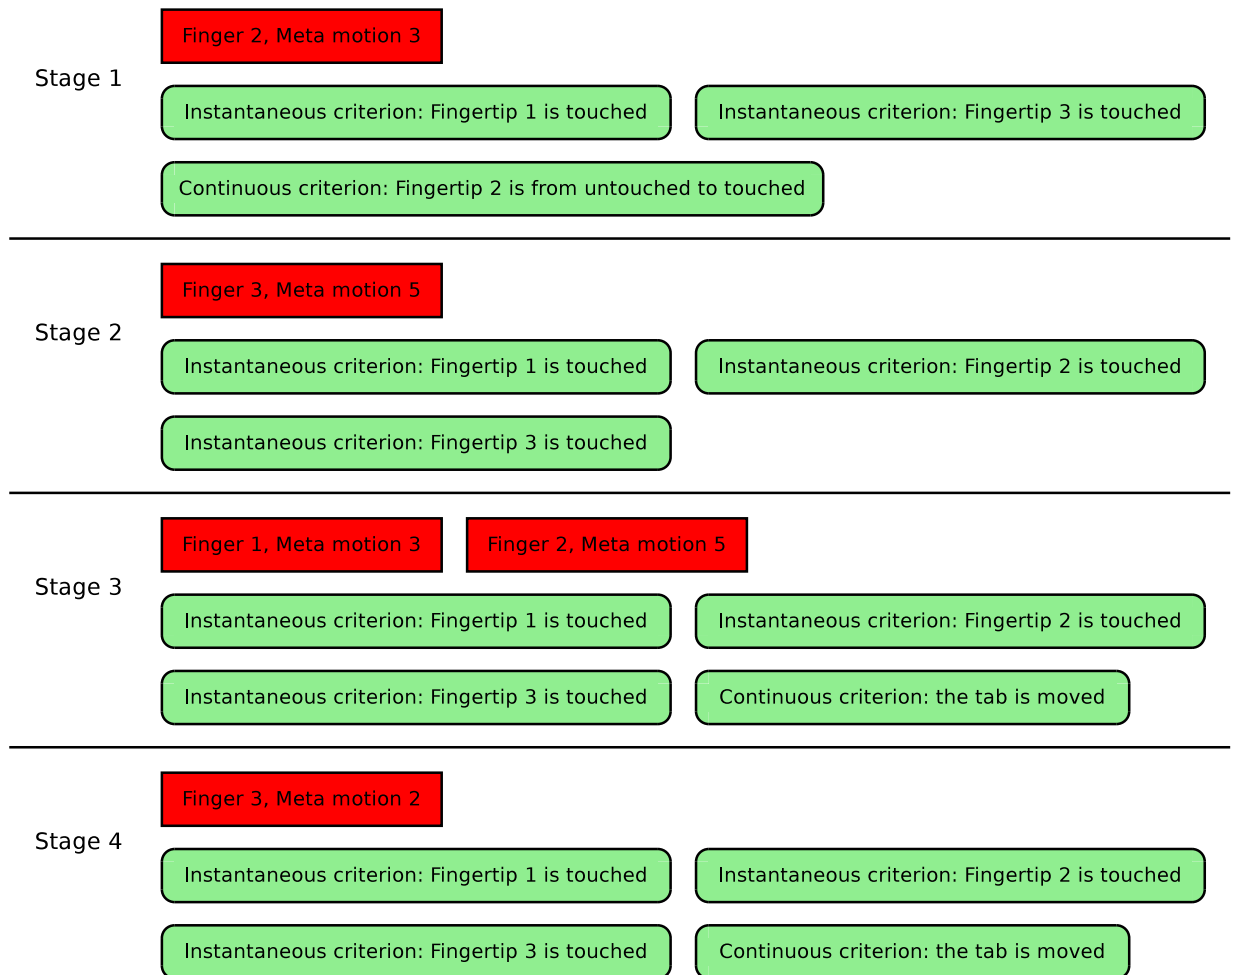 Finger 2, Meta motion 3
Stage 1
Instantaneous criterion: Fingertip 1 is touched
Instantaneous criterion: Fingertip 3 is touched
Continuous criterion: Fingertip 2 is from untouched to touched
Finger 3, Meta motion 5
Stage 2
Instantaneous criterion: Fingertip 1 is touched
Instantaneous criterion: Fingertip 2 is touched
Instantaneous criterion: Fingertip 3 is touched
Finger 1, Meta motion 3
Finger 2, Meta motion 5
Stage 3
Instantaneous criterion: Fingertip 1 is touched
Instantaneous criterion: Fingertip 2 is touched
Instantaneous criterion: Fingertip 3 is touched
Continuous criterion: the tab is moved
Finger 3, Meta motion 2
Stage 4
Instantaneous criterion: Fingertip 1 is touched
Instantaneous criterion: Fingertip 2 is touched
Instantaneous criterion: Fingertip 3 is touched
Continuous criterion: the tab is moved